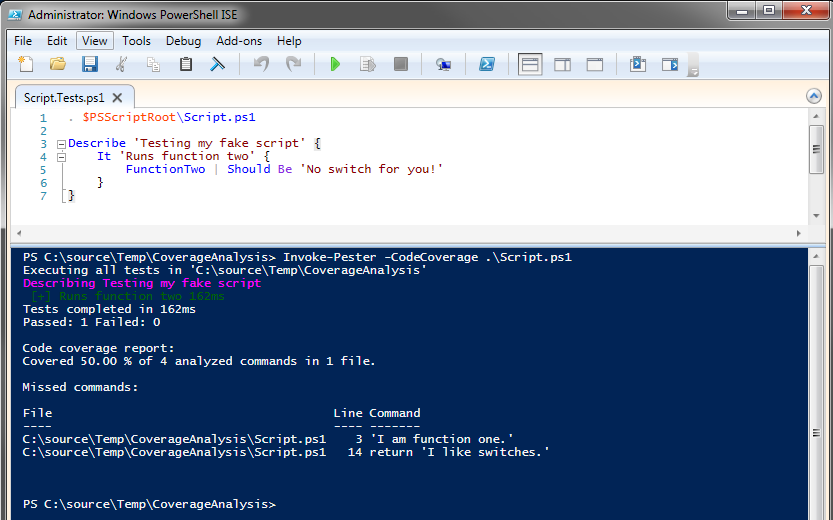 Administrator: Windows PowerShell ISE
File Edit View Tools Debug Add-ons Help
Script.Tests.ps1
1 . $PSScriptRoot\Script.ps1
2
3 Describe 'Testing my fake script' {
4 It 'Runs function two' {
5 FunctionTwo | Should Be 'No switch for you!'
6 }
7 }
PS C:\source\Temp\CoverageAnalysis> Invoke-Pester -CodeCoverage .\Script.ps1
Executing all tests in 'C:\source\Temp\CoverageAnalysis'
Describing Testing my fake script
[+] Runs function two 162ms
Tests completed in 162ms
Passed: 1 Failed: 0
Code coverage report:
Covered 50.00 % of 4 analyzed commands in 1 file.
Missed commands:
File Line Command
---- ---- -------
C:\source\Temp\CoverageAnalysis\Script.ps1 3 'I am function one.'
C:\source\Temp\CoverageAnalysis\Script.ps1 14 return 'I like switches.'
PS C:\source\Temp\CoverageAnalysis>